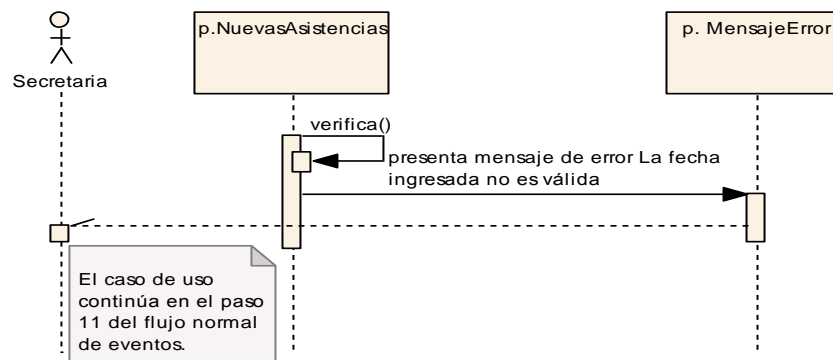 p.NuevasAsistencias
p. MensajeError
Secretaria
verifica()
presenta mensaje de error La fecha
ingresada no es válida
El caso de uso
continúa en el paso
11 del flujo normal
de eventos.